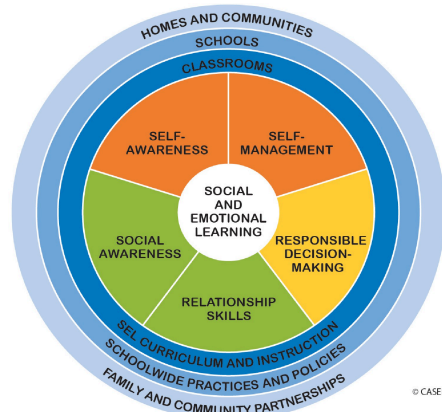 HOMES AND COMMUNITIES
SCHOOLS
CLASSROOMS
SELF-
AWARENESS
SELF-
MANAGEMENT
SOCIAL
AND
EMOTIONAL
LEARNING
SOCIAL
AWARENESS
RESPONSIBLE
DECISION-
MAKING
RELATIONSHIP
SKILLS
SEL CURRICULUM AND INSTRUCTION
SCHOOLWIDE PRACTICES AND POLICIES
FAMILY AND COMMUNITY PARTNERSHIPS
© CASE